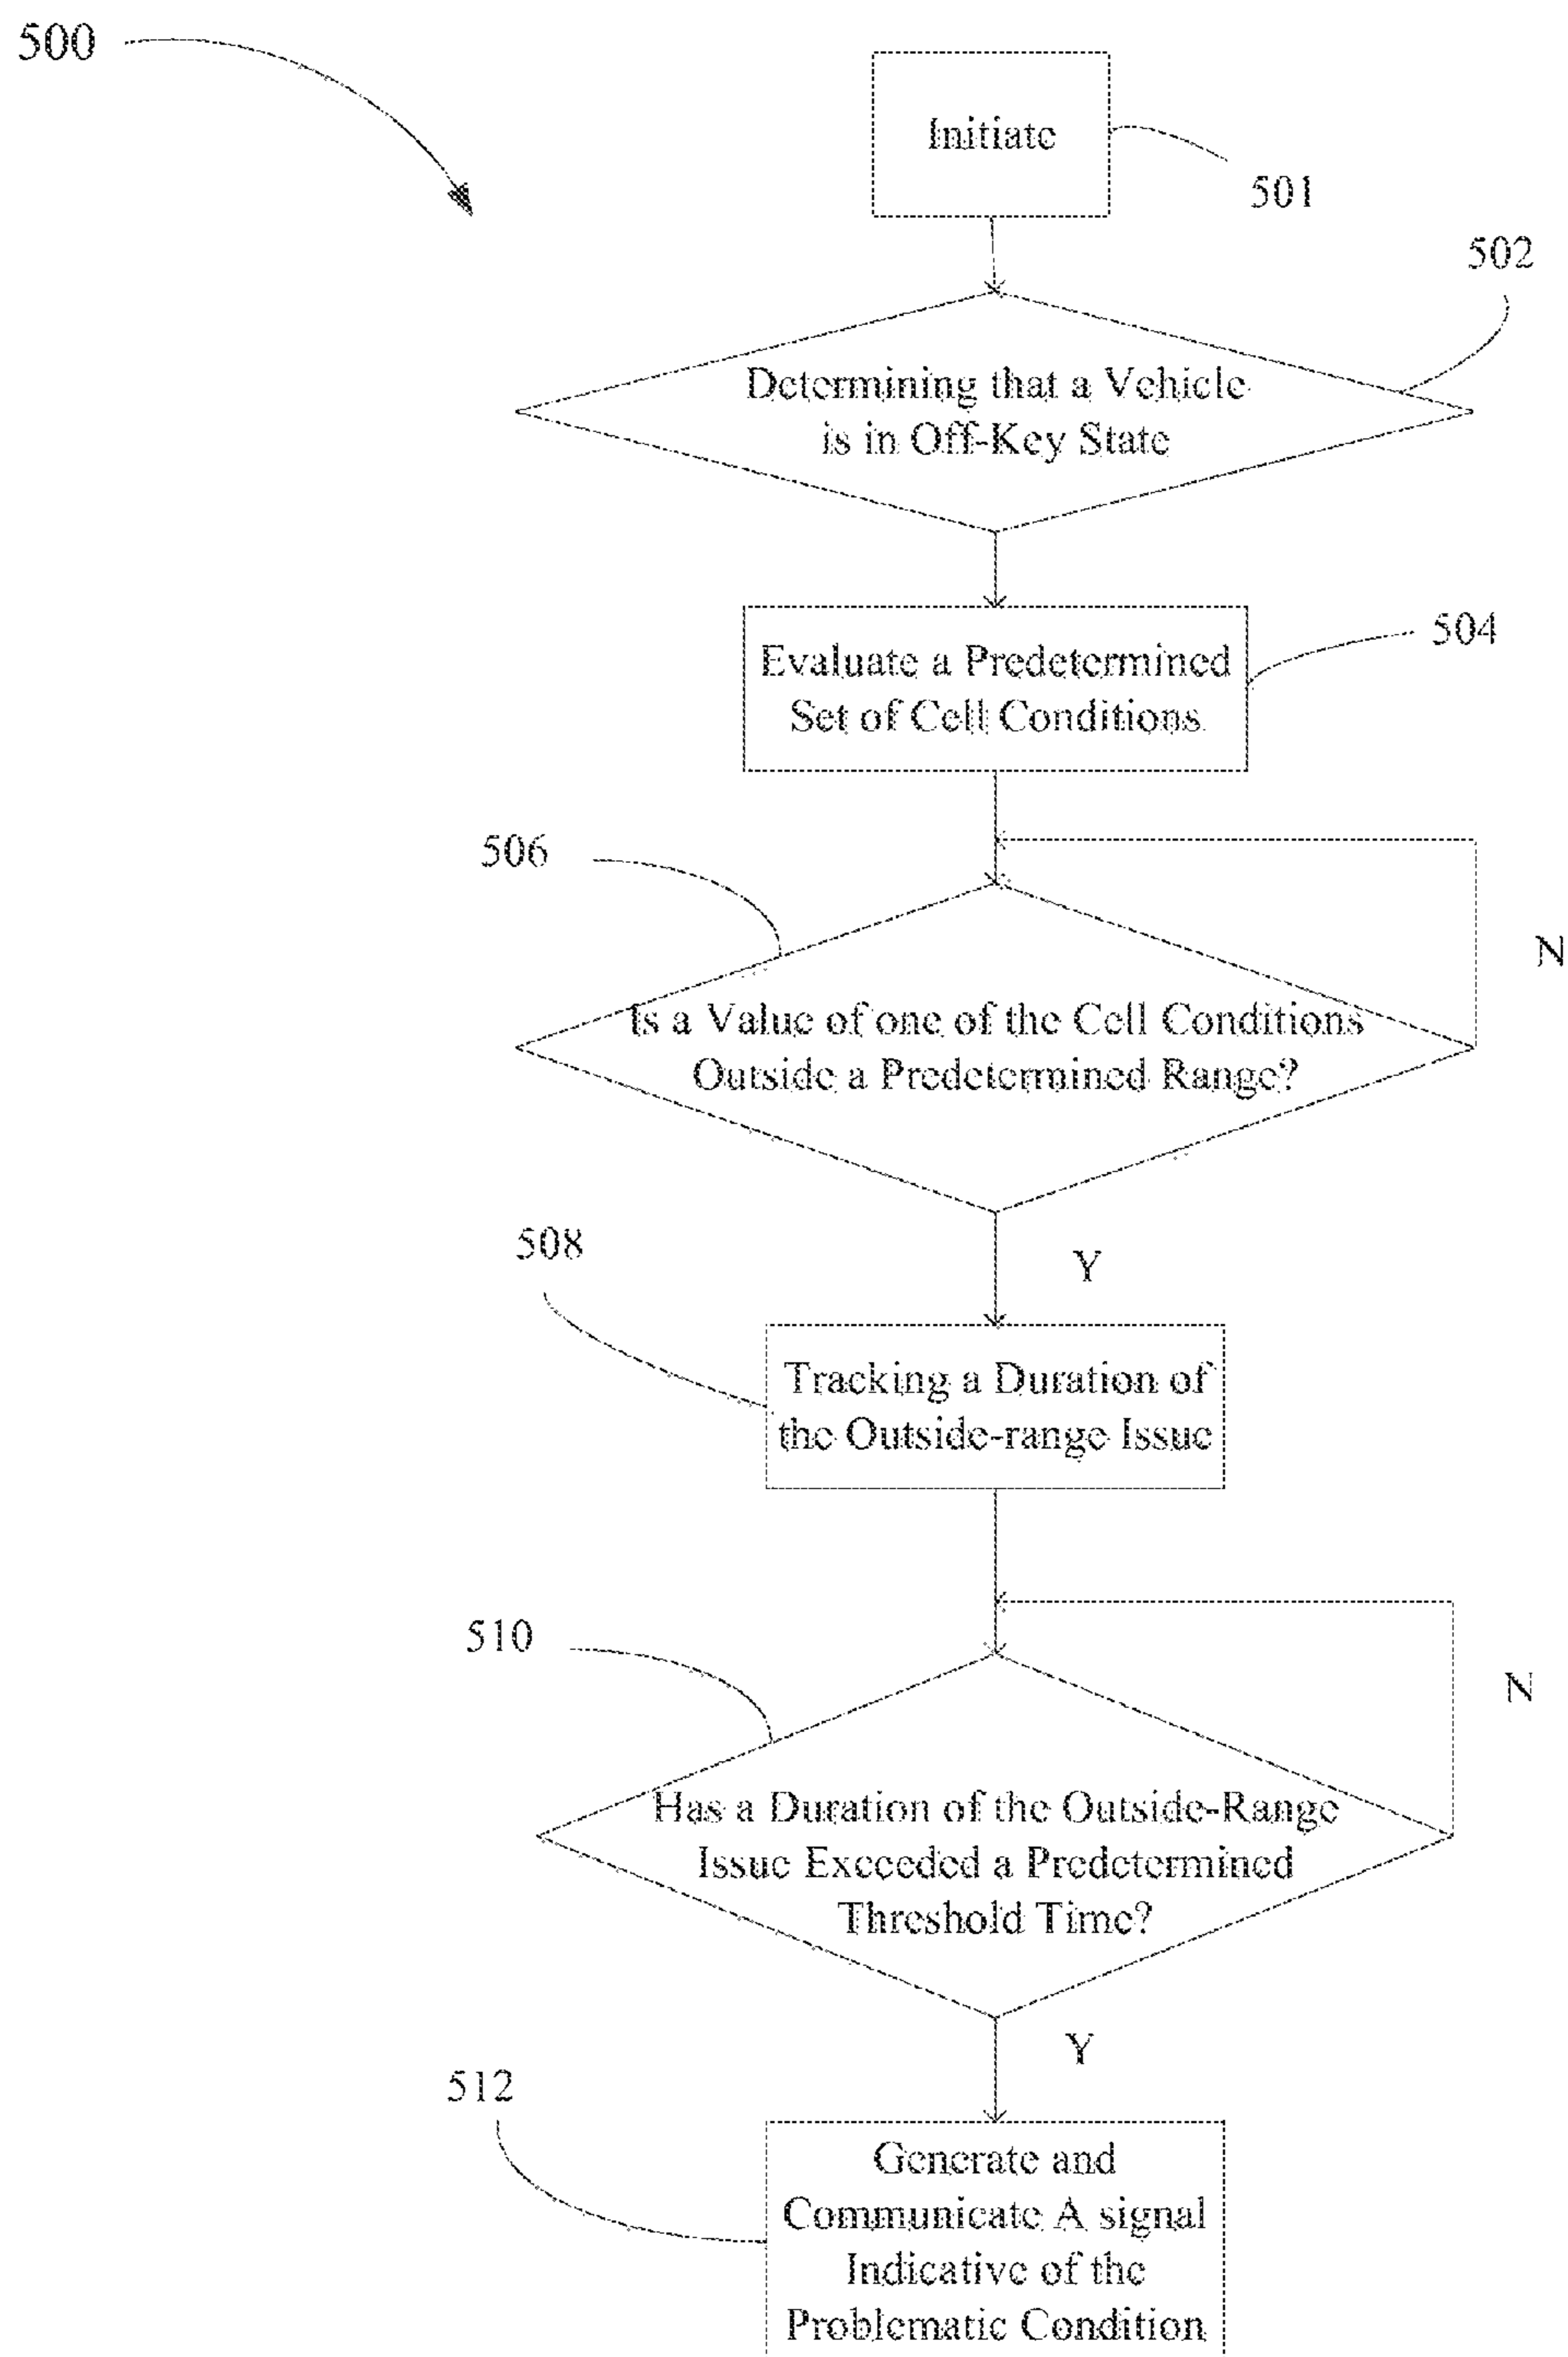 500
Initiate
501
502
Determining that a Vehicle
is in Off-Key State
504
Evaluate a Predetermined
Set of Cell Conditions
506
N
Is a Value of one of the Cell Conditions
Outside a Predetermined Range?
508
Y
Tracking a Duration of
the Outside-range Issue
510
N
Has a Duration of the Outside-Range
Issue Exceeded a Predetermined
Threshold Time?
Y
512
Generate and
Communicate A signal
Indicative of the
Problematic Condition